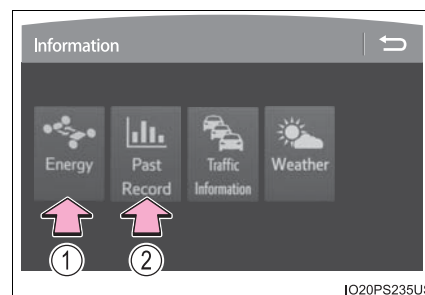 Information
Energy
Past
Record
Traffic
Information
Weather
1
2
IO20PS235US